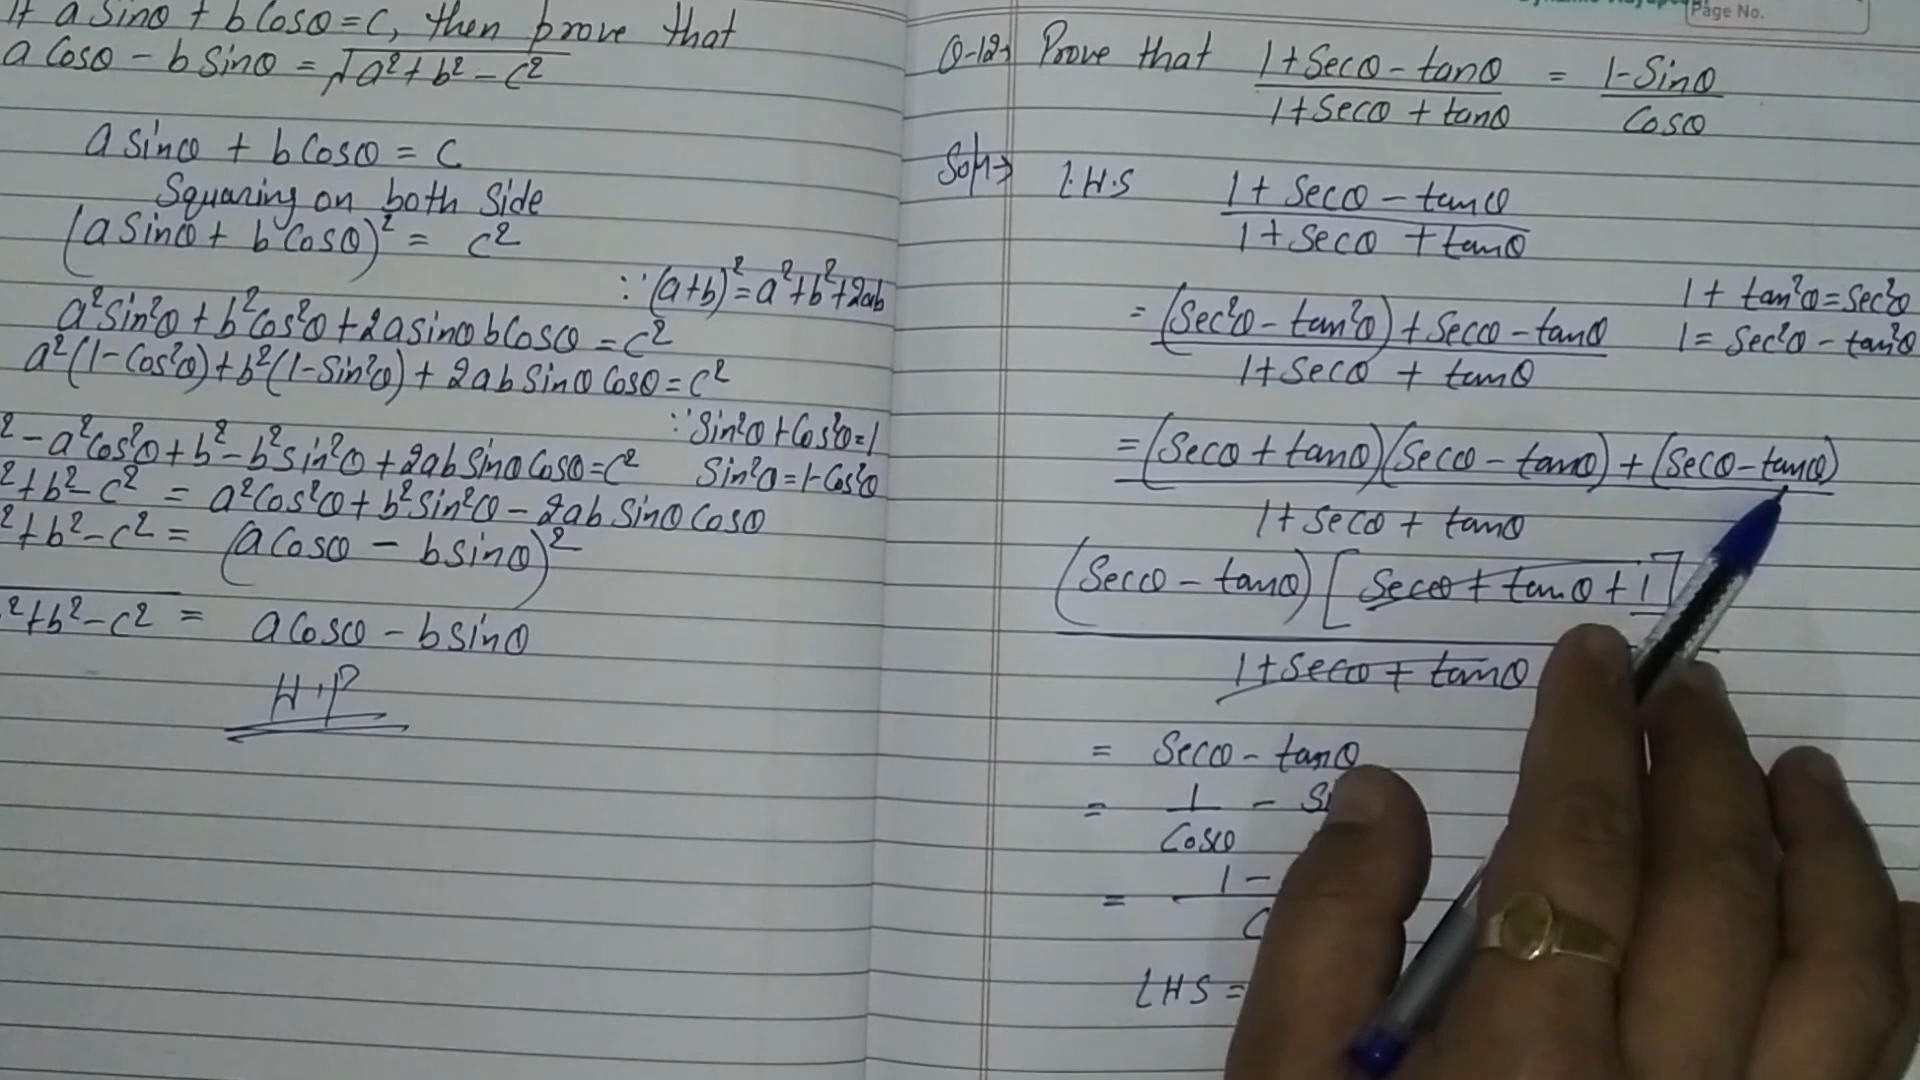 If a Sinθ + b Cosθ = C, then prove that
a Cosθ - b Sinθ = √a² + b² - c²
a sinθ + b Cosθ = C
Squaring on both Side
(a Sinθ + b Cosθ)² = c²
∵ (a+b)² = a²+b²+2ab
a²sin²θ + b²cos²θ + 2a sinθ b Cosθ = c²
a²(1-Cos²θ) + b²(1-Sin²θ) + 2ab Sinθ Cosθ = c²
∵ Sin²θ + Cos²θ = 1
² - a²cos²θ + b² - b²sin²θ + 2ab sinθ Cosθ = c² Sin²θ = 1-Cos²θ
² + b² - c² = a²Cos²θ + b²Sin²θ - 2ab Sinθ Cosθ
² + b² - c² = (a Cosθ - b sinθ)²
² + b² - c² = a Cosθ - b sinθ
H.P
Page No.
Q-12 Prove that 1+Secθ-tanθ / 1+Secθ+tanθ = 1-Sinθ / Cosθ
Soln⇒ L.H.S 1+Secθ-tanθ / 1+Secθ+tanθ
1 + tan²θ = Sec²θ
= (Sec²θ - tan²θ) + Secθ - tanθ / 1+Secθ + tanθ
1 = Sec²θ - tan²θ
= (Secθ + tanθ)(Secθ - tanθ) + (Secθ - tanθ)
1+Secθ + tanθ
(Secθ - tanθ) [Secθ + tanθ + 1]
1+Secθ + tanθ
= Secθ - tanθ
= 1 / Cosθ -
= 1 -
LHS =